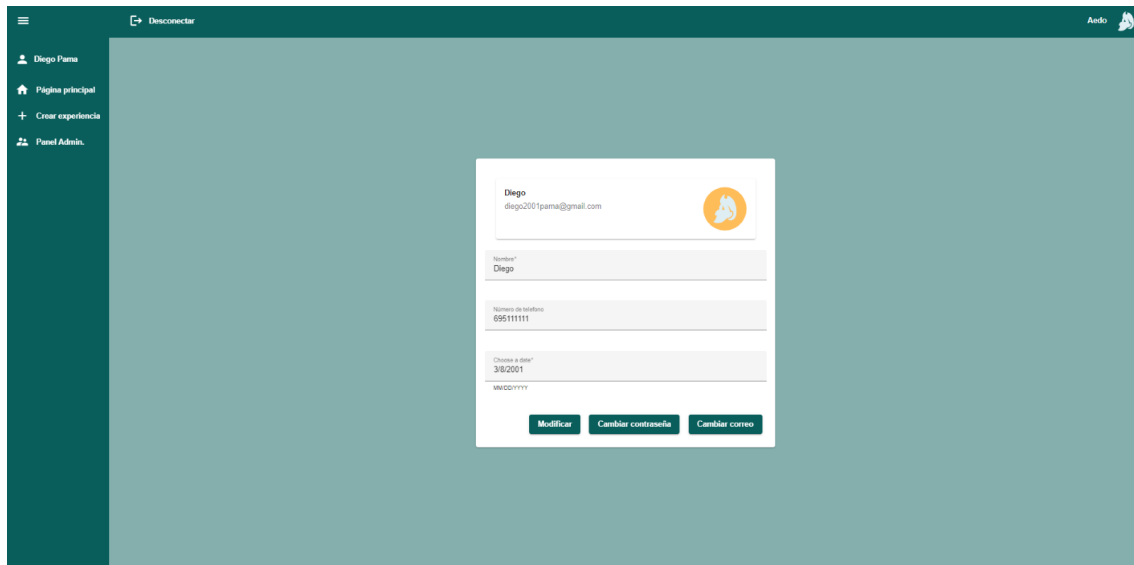 Desconectar
Aedo
Diego Pama
Página principal
Crear experiencia
Panel Admin.
Diego
diego2001pama@gmail.com
Nombre*
Diego
Número de telefono
695111111
Choose a date*
3/8/2001
MM/DD/YYYY
Modificar
Cambiar contraseña
Cambiar correo